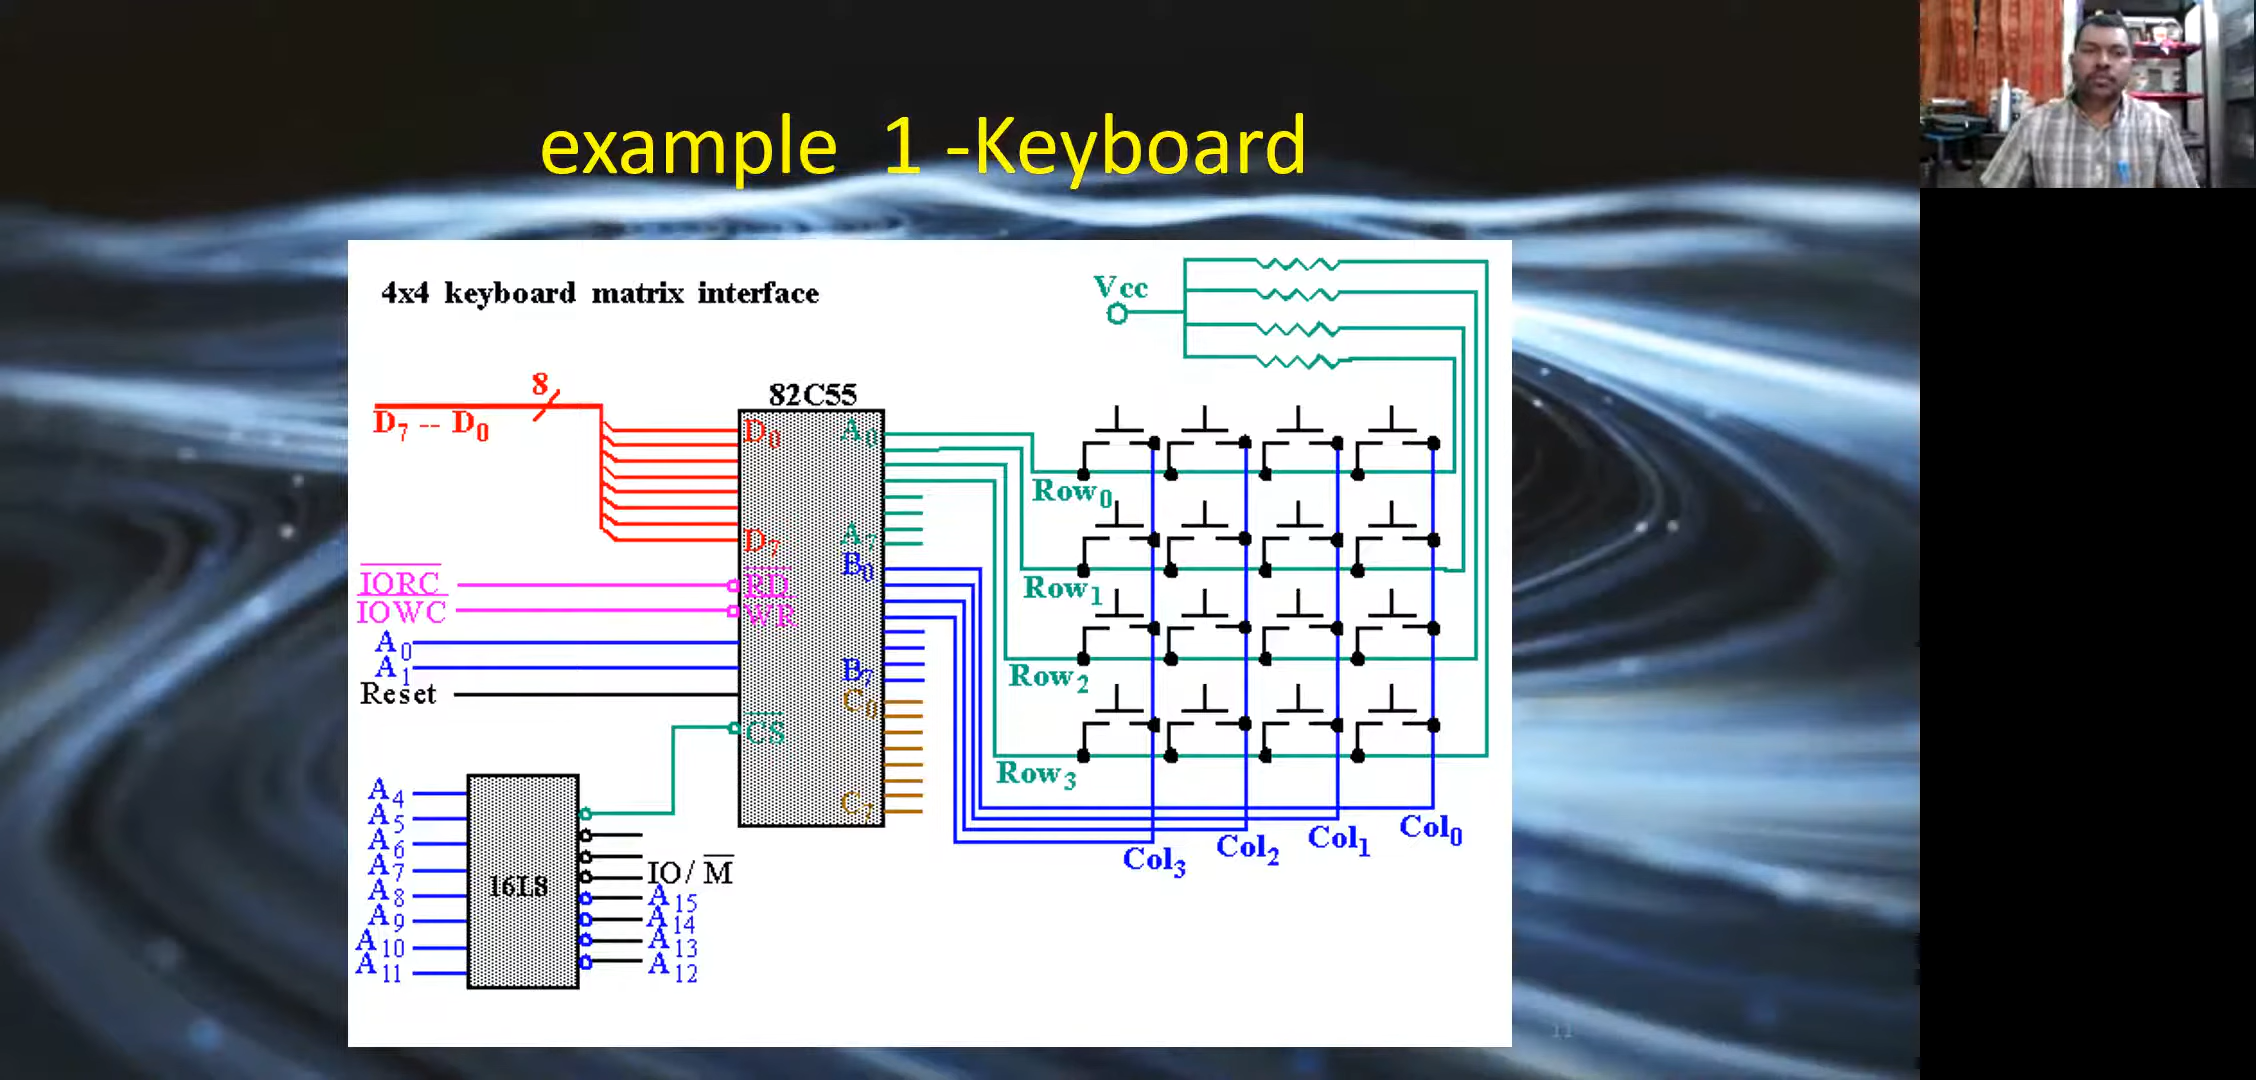 example 1 -Keyboard
4x4 keyboard matrix interface
Vcc
8
D7 -- D0
82C55
D0
A0
D7
A7
B0
IORC
RD
IOWC
WR
A0
A1
B7
Reset
C0
CS
C7
Row0
Row1
Row2
Row3
Col3
Col2
Col1
Col0
A4
A5
A6
A7
A8
A9
A10
A11
16L8
IO/M
A15
A14
A13
A12
11